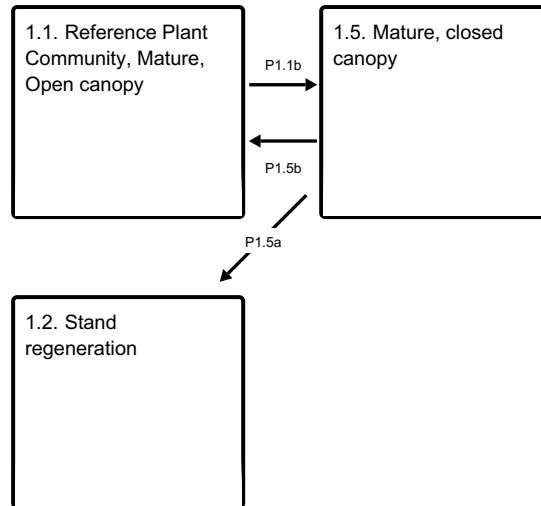 1.1. Reference Plant
Community, Mature,
Open canopy
P1.1b
1.5. Mature, closed
canopy
P1.5b
P1.5a
1.2. Stand
regeneration